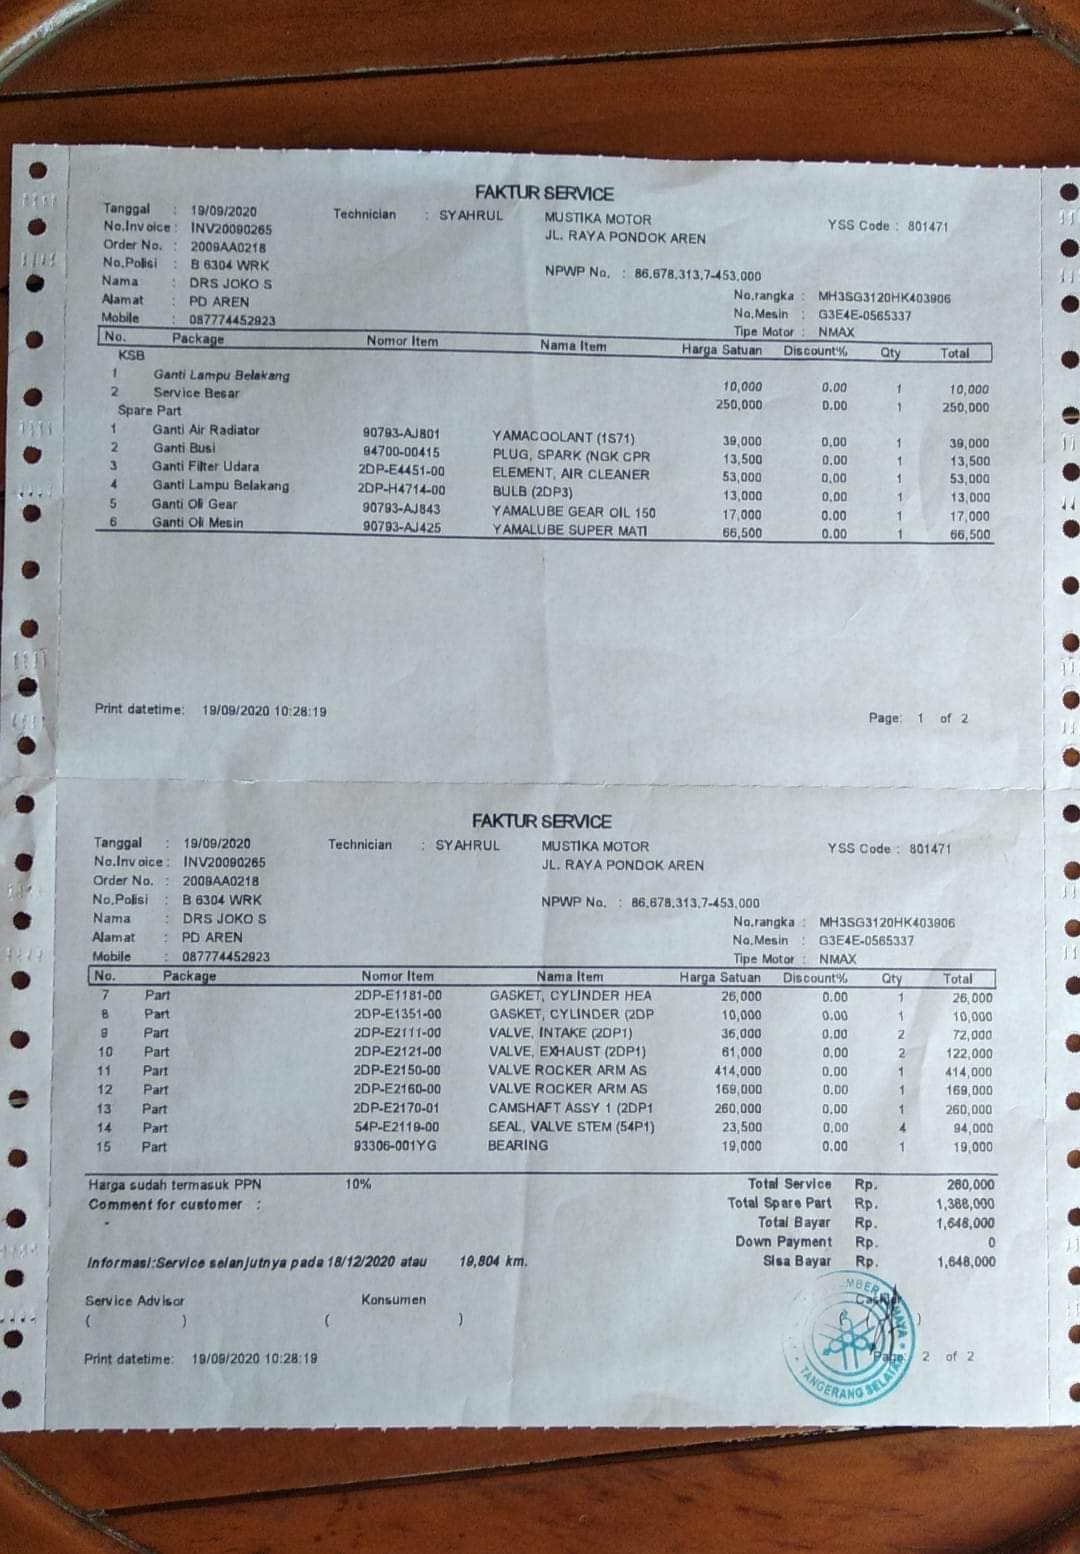 FAKTUR SERVICE
Tanggal : 19/09/2020 Technician : SYAHRUL MUSTIKA MOTOR YSS Code : 801471
No.Invoice : INV20090265 JL. RAYA PONDOK AREN
Order No. : 2009AA0218
No.Polisi : B 6304 WRK NPWP No. : 86,678,313,7-453,000
Nama : DRS JOKO S No.rangka : MH3SG3120HK403906
Alamat : PD AREN No.Mesin : G3E4E-0565337
Mobile : 087774452923 Tipe Motor : NMAX
No. Package Nomor Item Nama Item Harga Satuan Discount% Qty Total
KSB
1 Ganti Lampu Belakang 10,000 0.00 1 10,000
2 Service Besar 250,000 0.00 1 250,000
Spare Part
1 Ganti Air Radiator 90793-AJ801 YAMACOOLANT (1S71) 39,000 0.00 1 39,000
2 Ganti Busi 94700-00415 PLUG, SPARK (NGK CPR 13,500 0.00 1 13,500
3 Ganti Filter Udara 2DP-E4451-00 ELEMENT, AIR CLEANER 53,000 0.00 1 53,000
4 Ganti Lampu Belakang 2DP-H4714-00 BULB (2DP3) 13,000 0.00 1 13,000
5 Ganti Oli Gear 90793-AJ843 YAMALUBE GEAR OIL 150 17,000 0.00 1 17,000
6 Ganti Oli Mesin 90793-AJ425 YAMALUBE SUPER MATI 66,500 0.00 1 66,500
Print datetime: 19/09/2020 10:28:19 Page: 1 of 2
FAKTUR SERVICE
Tanggal : 19/09/2020 Technician : SYAHRUL MUSTIKA MOTOR YSS Code : 801471
No.Invoice : INV20090265 JL. RAYA PONDOK AREN
Order No. : 2009AA0218
No.Polisi : B 6304 WRK NPWP No. : 86,678,313,7-453,000
Nama : DRS JOKO S No.rangka : MH3SG3120HK403906
Alamat : PD AREN No.Mesin : G3E4E-0565337
Mobile : 087774452923 Tipe Motor : NMAX
No. Package Nomor Item Nama Item Harga Satuan Discount% Qty Total
7 Part 2DP-E1181-00 GASKET, CYLINDER HEA 26,000 0.00 1 26,000
8 Part 2DP-E1351-00 GASKET, CYLINDER (2DP 10,000 0.00 1 10,000
9 Part 2DP-E2111-00 VALVE, INTAKE (2DP1) 36,000 0.00 2 72,000
10 Part 2DP-E2121-00 VALVE, EXHAUST (2DP1) 61,000 0.00 2 122,000
11 Part 2DP-E2150-00 VALVE ROCKER ARM AS 414,000 0.00 1 414,000
12 Part 2DP-E2160-00 VALVE ROCKER ARM AS 169,000 0.00 1 169,000
13 Part 2DP-E2170-01 CAMSHAFT ASSY 1 (2DP1 260,000 0.00 1 260,000
14 Part 54P-E2119-00 SEAL, VALVE STEM (54P1) 23,500 0.00 4 94,000
15 Part 93306-001YG BEARING 19,000 0.00 1 19,000
Harga sudah termasuk PPN 10% Total Service Rp. 260,000
Comment for customer : Total Spare Part Rp. 1,388,000
- Total Bayar Rp. 1,648,000
Down Payment Rp. 0
Informasi:Service selanjutnya pada 18/12/2020 atau 19,804 km. Sisa Bayar Rp. 1,648,000
Service Advisor Konsumen Cashier
( ) ( ) ( )
TANGERANG SELATAN
Print datetime: 19/09/2020 10:28:19 Page: 2 of 2